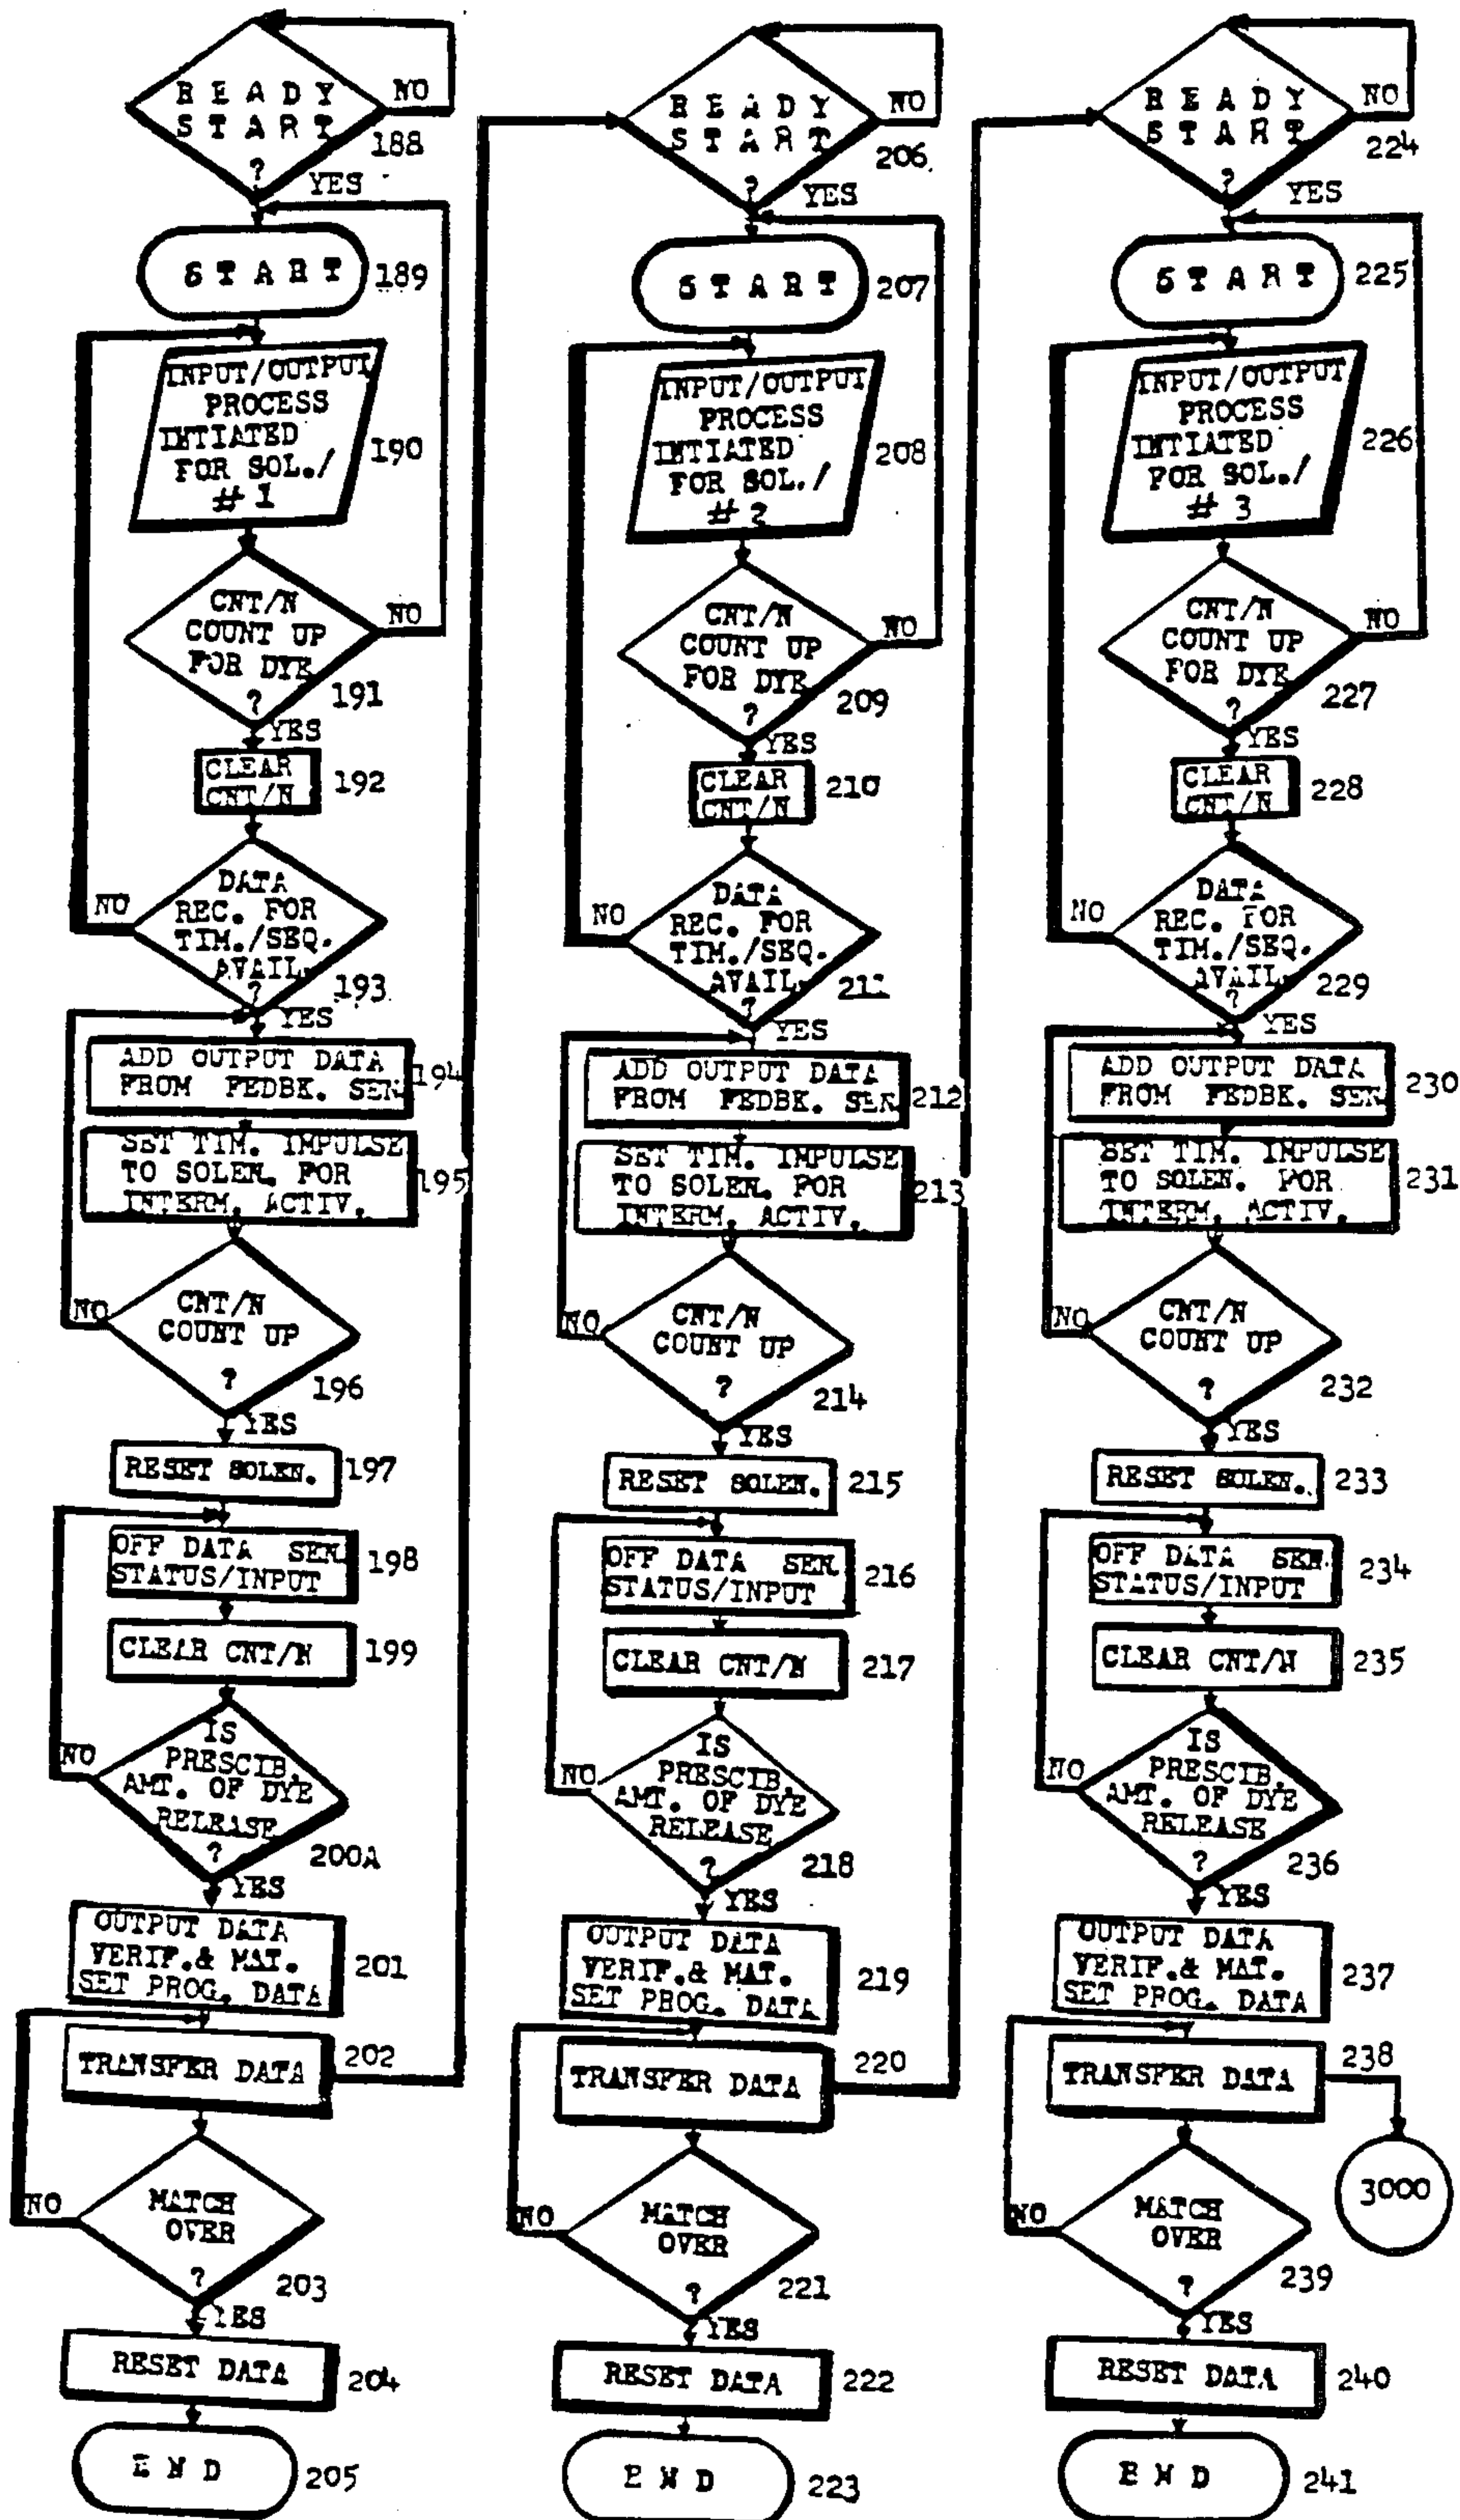 READY
START
?
NO
188
YES
START
189
INPUT/OUTPUT
PROCESS
INTIATED
FOR SOL./
# 1
190
CNT/N
COUNT UP
FOR DYE
?
NO
191
YES
CLEAR
CNT/N
192
DATA
REC. FOR
TIM./SEQ.
AVAIL.
?
NO
193
YES
ADD OUTPUT DATA
FROM FEDBK. SEN.
194
SET TIM. IMPULSE
TO SOLEN. FOR
INTERM. ACTIV.
195
CNT/N
COUNT UP
?
NO
196
YES
RESET SOLEN.
197
OFF DATA SEN.
STATUS/INPUT
198
CLEAR CNT/N
199
IS
PRESCIB.
AMT. OF DYE
RELEASE
?
NO
200A
YES
OUTPUT DATA
VERIF.& MAT.
SET PROG. DATA
201
TRANSFER DATA
202
MATCH
OVER
?
NO
203
YES
RESET DATA
204
END
205
READY
START
?
NO
206
YES
START
207
INPUT/OUTPUT
PROCESS
INTIATED
FOR SOL./
# 2
208
CNT/N
COUNT UP
FOR DYE
?
NO
209
YES
CLEAR
CNT/N
210
DATA
REC. FOR
TIM./SEQ.
AVAIL.
?
NO
211
YES
ADD OUTPUT DATA
FROM FEDBK. SEN.
212
SET TIM. IMPULSE
TO SOLEN. FOR
INTERM. ACTIV.
213
CNT/N
COUNT UP
?
NO
214
YES
RESET SOLEN.
215
OFF DATA SEN.
STATUS/INPUT
216
CLEAR CNT/N
217
IS
PRESCIB.
AMT. OF DYE
RELEASE
?
NO
218
YES
OUTPUT DATA
VERIF.& MAT.
SET PROG. DATA
219
TRANSFER DATA
220
MATCH
OVER
?
NO
221
YES
RESET DATA
222
END
223
READY
START
?
NO
224
YES
START
225
INPUT/OUTPUT
PROCESS
INTIATED
FOR SOL./
# 3
226
CNT/N
COUNT UP
FOR DYE
?
NO
227
YES
CLEAR
CNT/N
228
DATA
REC. FOR
TIM./SEQ.
AVAIL.
?
NO
229
YES
ADD OUTPUT DATA
FROM FEDBK. SEN.
230
SET TIM. IMPULSE
TO SOLEN. FOR
INTERM. ACTIV.
231
CNT/N
COUNT UP
?
NO
232
YES
RESET SOLEN.
233
OFF DATA SEN.
STATUS/INPUT
234
CLEAR CNT/N
235
IS
PRESCIB.
AMT. OF DYE
RELEASE
?
NO
236
YES
OUTPUT DATA
VERIF.& MAT.
SET PROG. DATA
237
TRANSFER DATA
238
3000
MATCH
OVER
?
NO
239
YES
RESET DATA
240
END
241